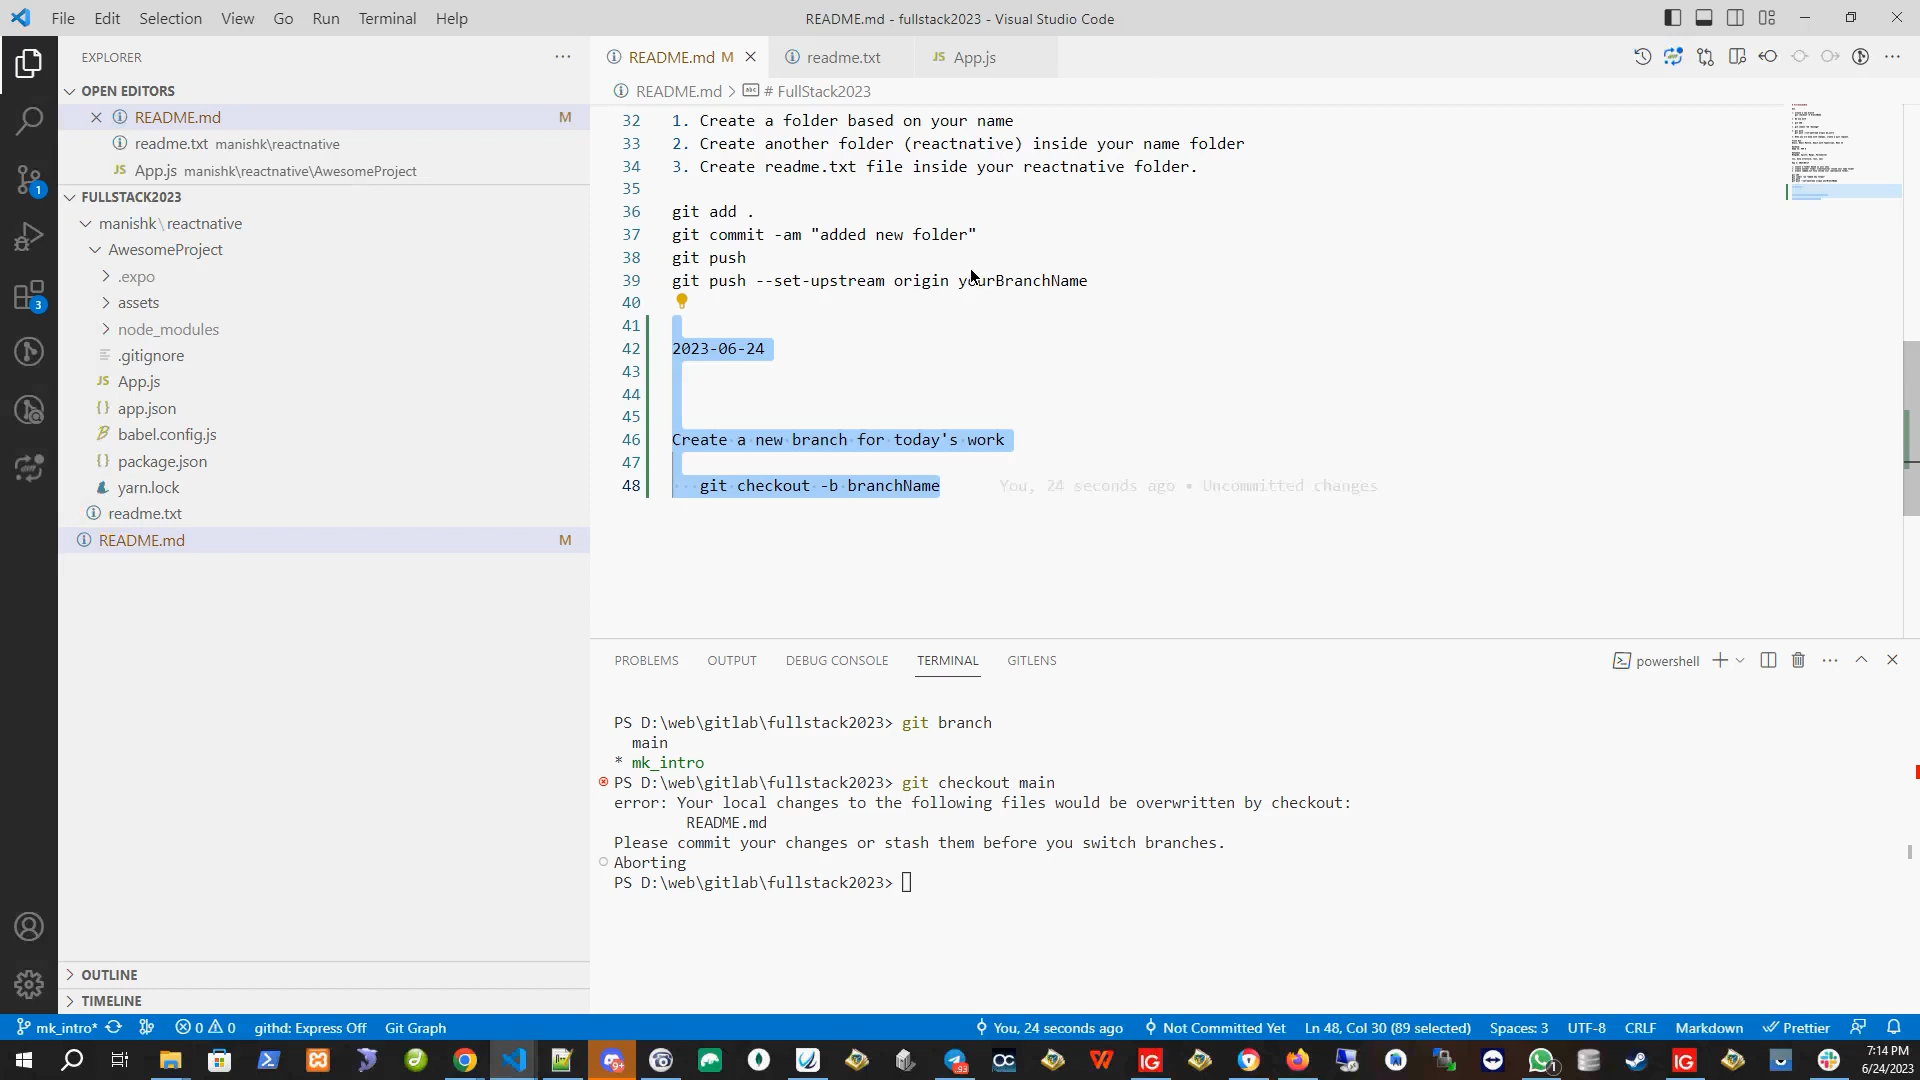 File Edit Selection View Go Run Terminal Help
README.md - fullstack2023 - Visual Studio Code
EXPLORER
OPEN EDITORS
README.md M
readme.txt manishk\reactnative
App.js manishk\reactnative\AwesomeProject
FULLSTACK2023
manishk\reactnative
AwesomeProject
.expo
assets
node_modules
.gitignore
JS App.js
{} app.json
babel.config.js
{} package.json
yarn.lock
readme.txt
README.md M
OUTLINE
TIMELINE
1
3
README.md M
readme.txt
JS App.js
README.md > # FullStack2023
32 1. Create a folder based on your name
33 2. Create another folder (reactnative) inside your name folder
34 3. Create readme.txt file inside your reactnative folder.
35
36 git add .
37 git commit -am "added new folder"
38 git push
39 git push --set-upstream origin yourBranchName
40
41
42 2023-06-24
43
44
45
46 Create a new branch for today's work
47
48 git checkout -b branchName You, 24 seconds ago • Uncommitted changes
PROBLEMS OUTPUT DEBUG CONSOLE TERMINAL GITLENS
powershell
PS D:\web\gitlab\fullstack2023> git branch
main
* mk_intro
PS D:\web\gitlab\fullstack2023> git checkout main
error: Your local changes to the following files would be overwritten by checkout:
README.md
Please commit your changes or stash them before you switch branches.
Aborting
PS D:\web\gitlab\fullstack2023>
mk_intro* 0 0 githd: Express Off Git Graph You, 24 seconds ago Not Committed Yet Ln 48, Col 30 (89 selected) Spaces: 3 UTF-8 CRLF Markdown Prettier
7:14 PM
6/24/2023